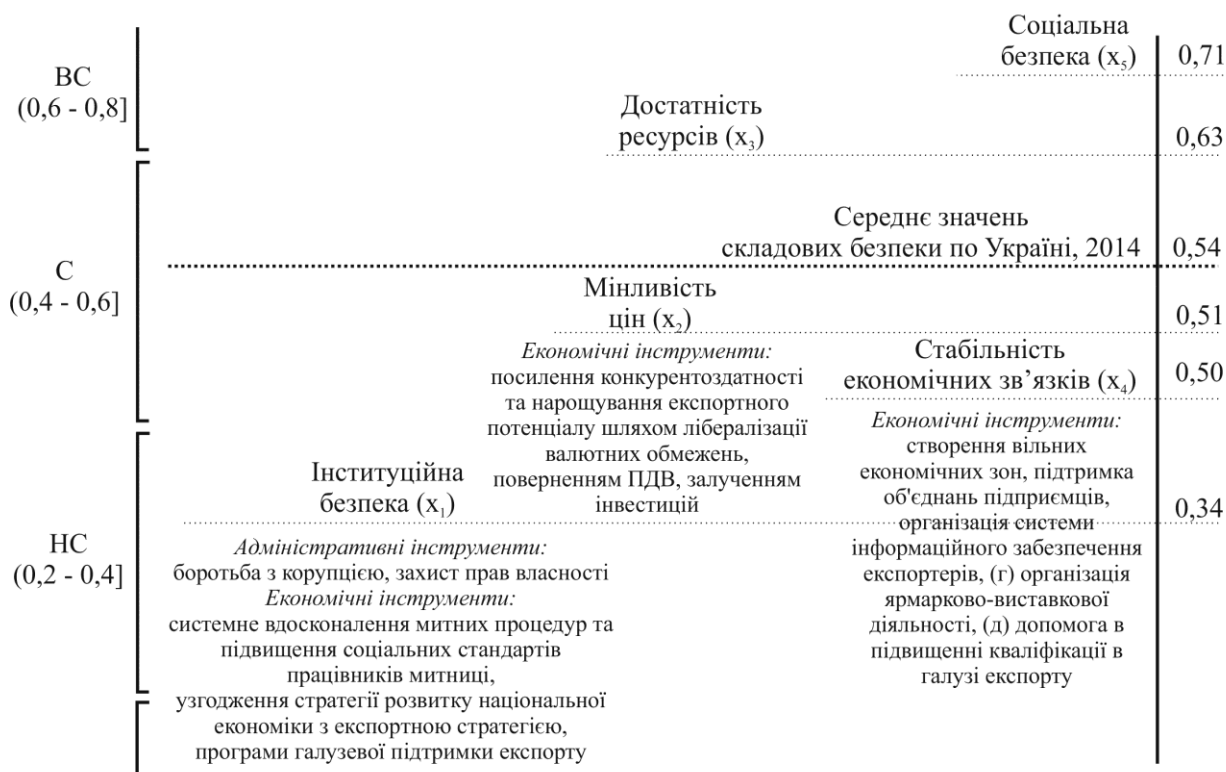 Соціальна
безпека (x₅)
0,71
ВС
(0,6 - 0,8]
Достатність
ресурсів (x₃)
0,63
Середнє значень
складових безпеки по Україні, 2014
0,54
С
(0,4 - 0,6]
Мінливість
цін (x₂)
0,51
Економічні інструменти:
посилення конкурентоздатності
та нарощування експортного
потенціалу шляхом лібералізації
валютних обмежень,
поверненням ПДВ, залученням
інвестицій
Стабільність
економічних зв’язків (x₄)
0,50
Економічні інструменти:
створення вільних
економічних зон, підтримка
об'єднань підприємців,
організація системи
інформаційного забезпечення
експортерів, (г) організація
ярмарково-виставкової
діяльності, (д) допомога в
підвищенні кваліфікації в
галузі експорту
Інституційна
безпека (x₁)
0,34
НС
(0,2 - 0,4]
Адміністративні інструменти:
боротьба з корупцією, захист прав власності
Економічні інструменти:
системне вдосконалення митних процедур та
підвищення соціальних стандартів
працівників митниці,
узгодження стратегії розвитку національної
економіки з експортною стратегією,
програми галузевої підтримки експорту